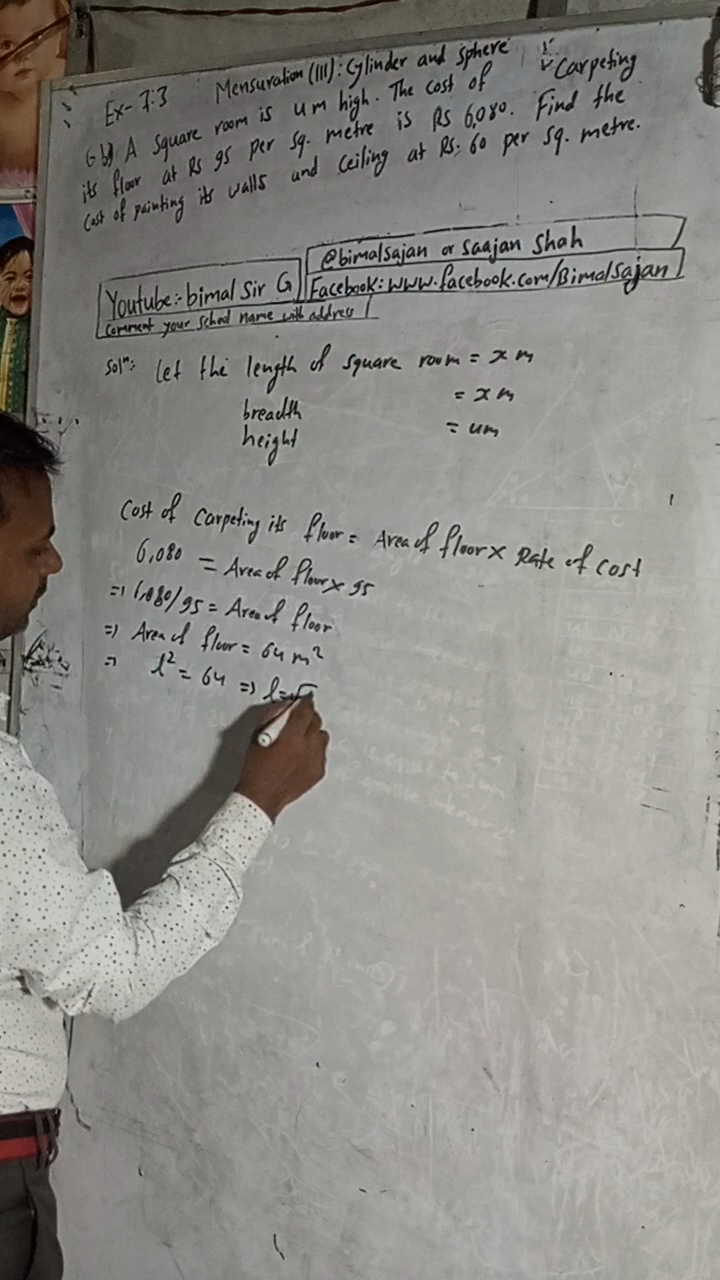 Ex- 7.3 Mensuration (III): Cylinder and Sphere
6 b) A square room is 4m high. The cost of Carpeting
its floor at Rs 95 per sq. metre is Rs 6,080. Find the
cost of painting its walls and ceiling at Rs. 60 per sq. metre.
@bimalsajan or Saajan Shah
Youtube:- bimal Sir G
Facebook: www.facebook.com/Bimalsajan
Comment your School name with address
Solⁿ: Let the length of square room = x m
breadth = x m
height = 4m
Cost of Carpeting its floor = Area of floor x Rate of cost
6,080 = Area of floor x 95
=> 6,080/95 = Area of floor
=> Area of floor = 64 m²
=> l² = 64 => l = √